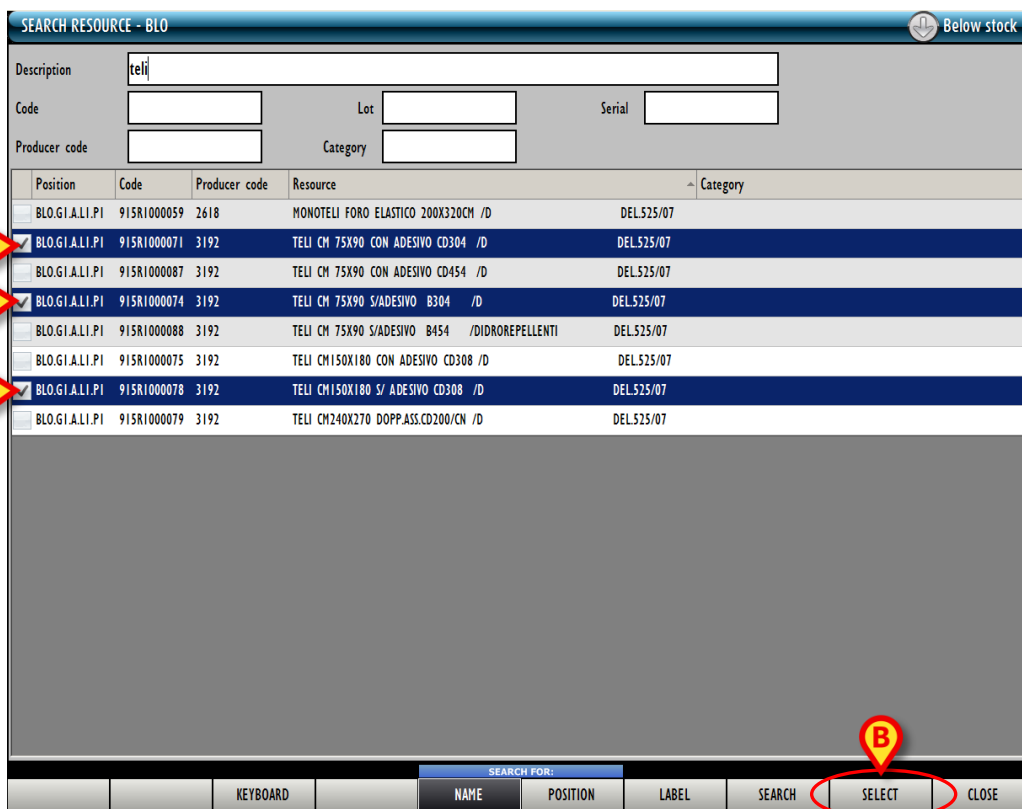 SEARCH RESOURCE - BLO Below stock
Description teli
Code Lot Serial
Producer code Category
Position Code Producer code Resource Category
BLO.G1.A.L1.P1 915R1000059 2618 MONOTELI FORO ELASTICO 200X320CM /D DEL.525/07
BLO.G1.A.L1.P1 915R1000071 3192 TELI CM 75X90 CON ADESIVO CD304 /D DEL.525/07
BLO.G1.A.L1.P1 915R1000087 3192 TELI CM 75X90 CON ADESIVO CD454 /D DEL.525/07
BLO.G1.A.L1.P1 915R1000074 3192 TELI CM 75X90 S/ADESIVO B304 /D DEL.525/07
BLO.G1.A.L1.P1 915R1000088 3192 TELI CM 75X90 S/ADESIVO B454 /DIDROREPELLENTI DEL.525/07
BLO.G1.A.L1.P1 915R1000075 3192 TELI CM150X180 CON ADESIVO CD308 /D DEL.525/07
BLO.G1.A.L1.P1 915R1000078 3192 TELI CM150X180 S/ ADESIVO CD308 /D DEL.525/07
BLO.G1.A.L1.P1 915R1000079 3192 TELI CM240X270 DOPP.ASS.CD200/CN /D DEL.525/07
B
SEARCH FOR:
KEYBOARD NAME POSITION LABEL SEARCH SELECT CLOSE